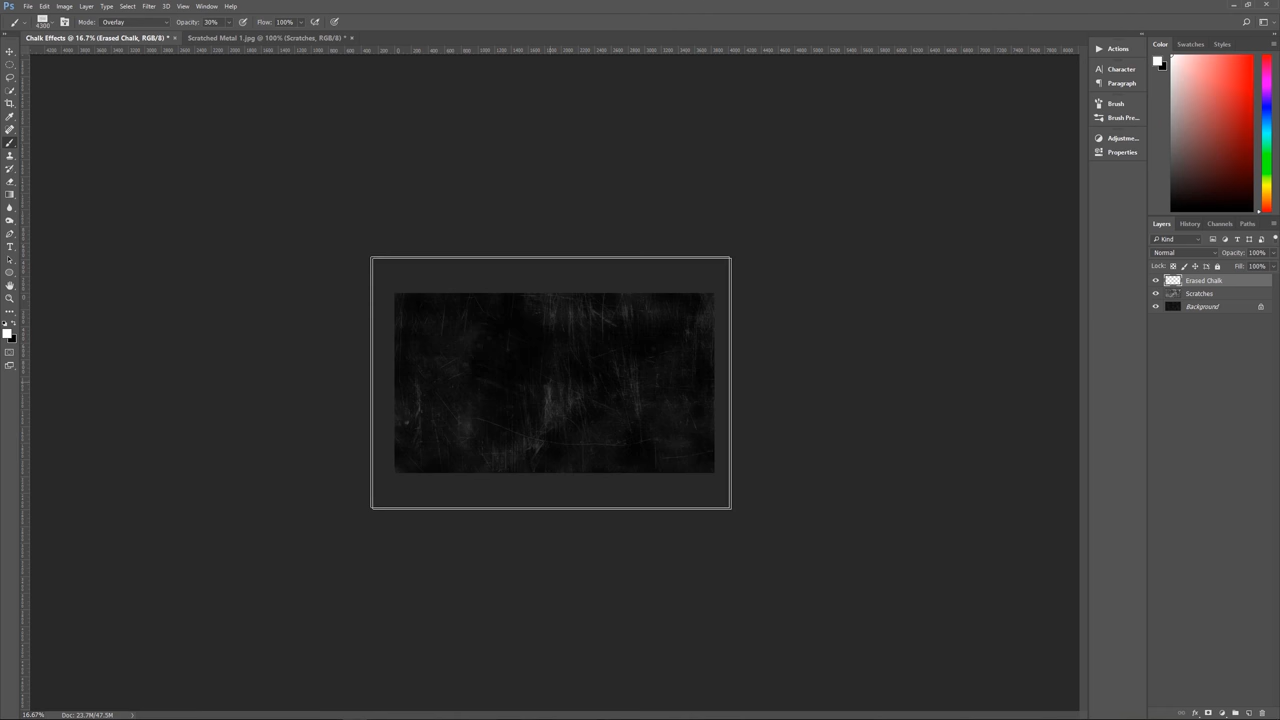 Ps File Edit Image Layer Type Select Filter 3D View Window Help
4300 Mode: Overlay Opacity: 30% Flow: 100%
Chalk Effects @ 16.7% (Erased Chalk, RGB/8) * × Scratched Metal 1.jpg @ 100% (Scratches, RGB/8) * ×
Actions
Character
Paragraph
Brush
Brush Pre...
Adjustme...
Properties
Color Swatches Styles
Layers History Channels Paths
Kind
Normal Opacity: 100%
Lock: Fill: 100%
Erased Chalk
Scratches
Background
16.67% Doc: 23.7M/47.5M